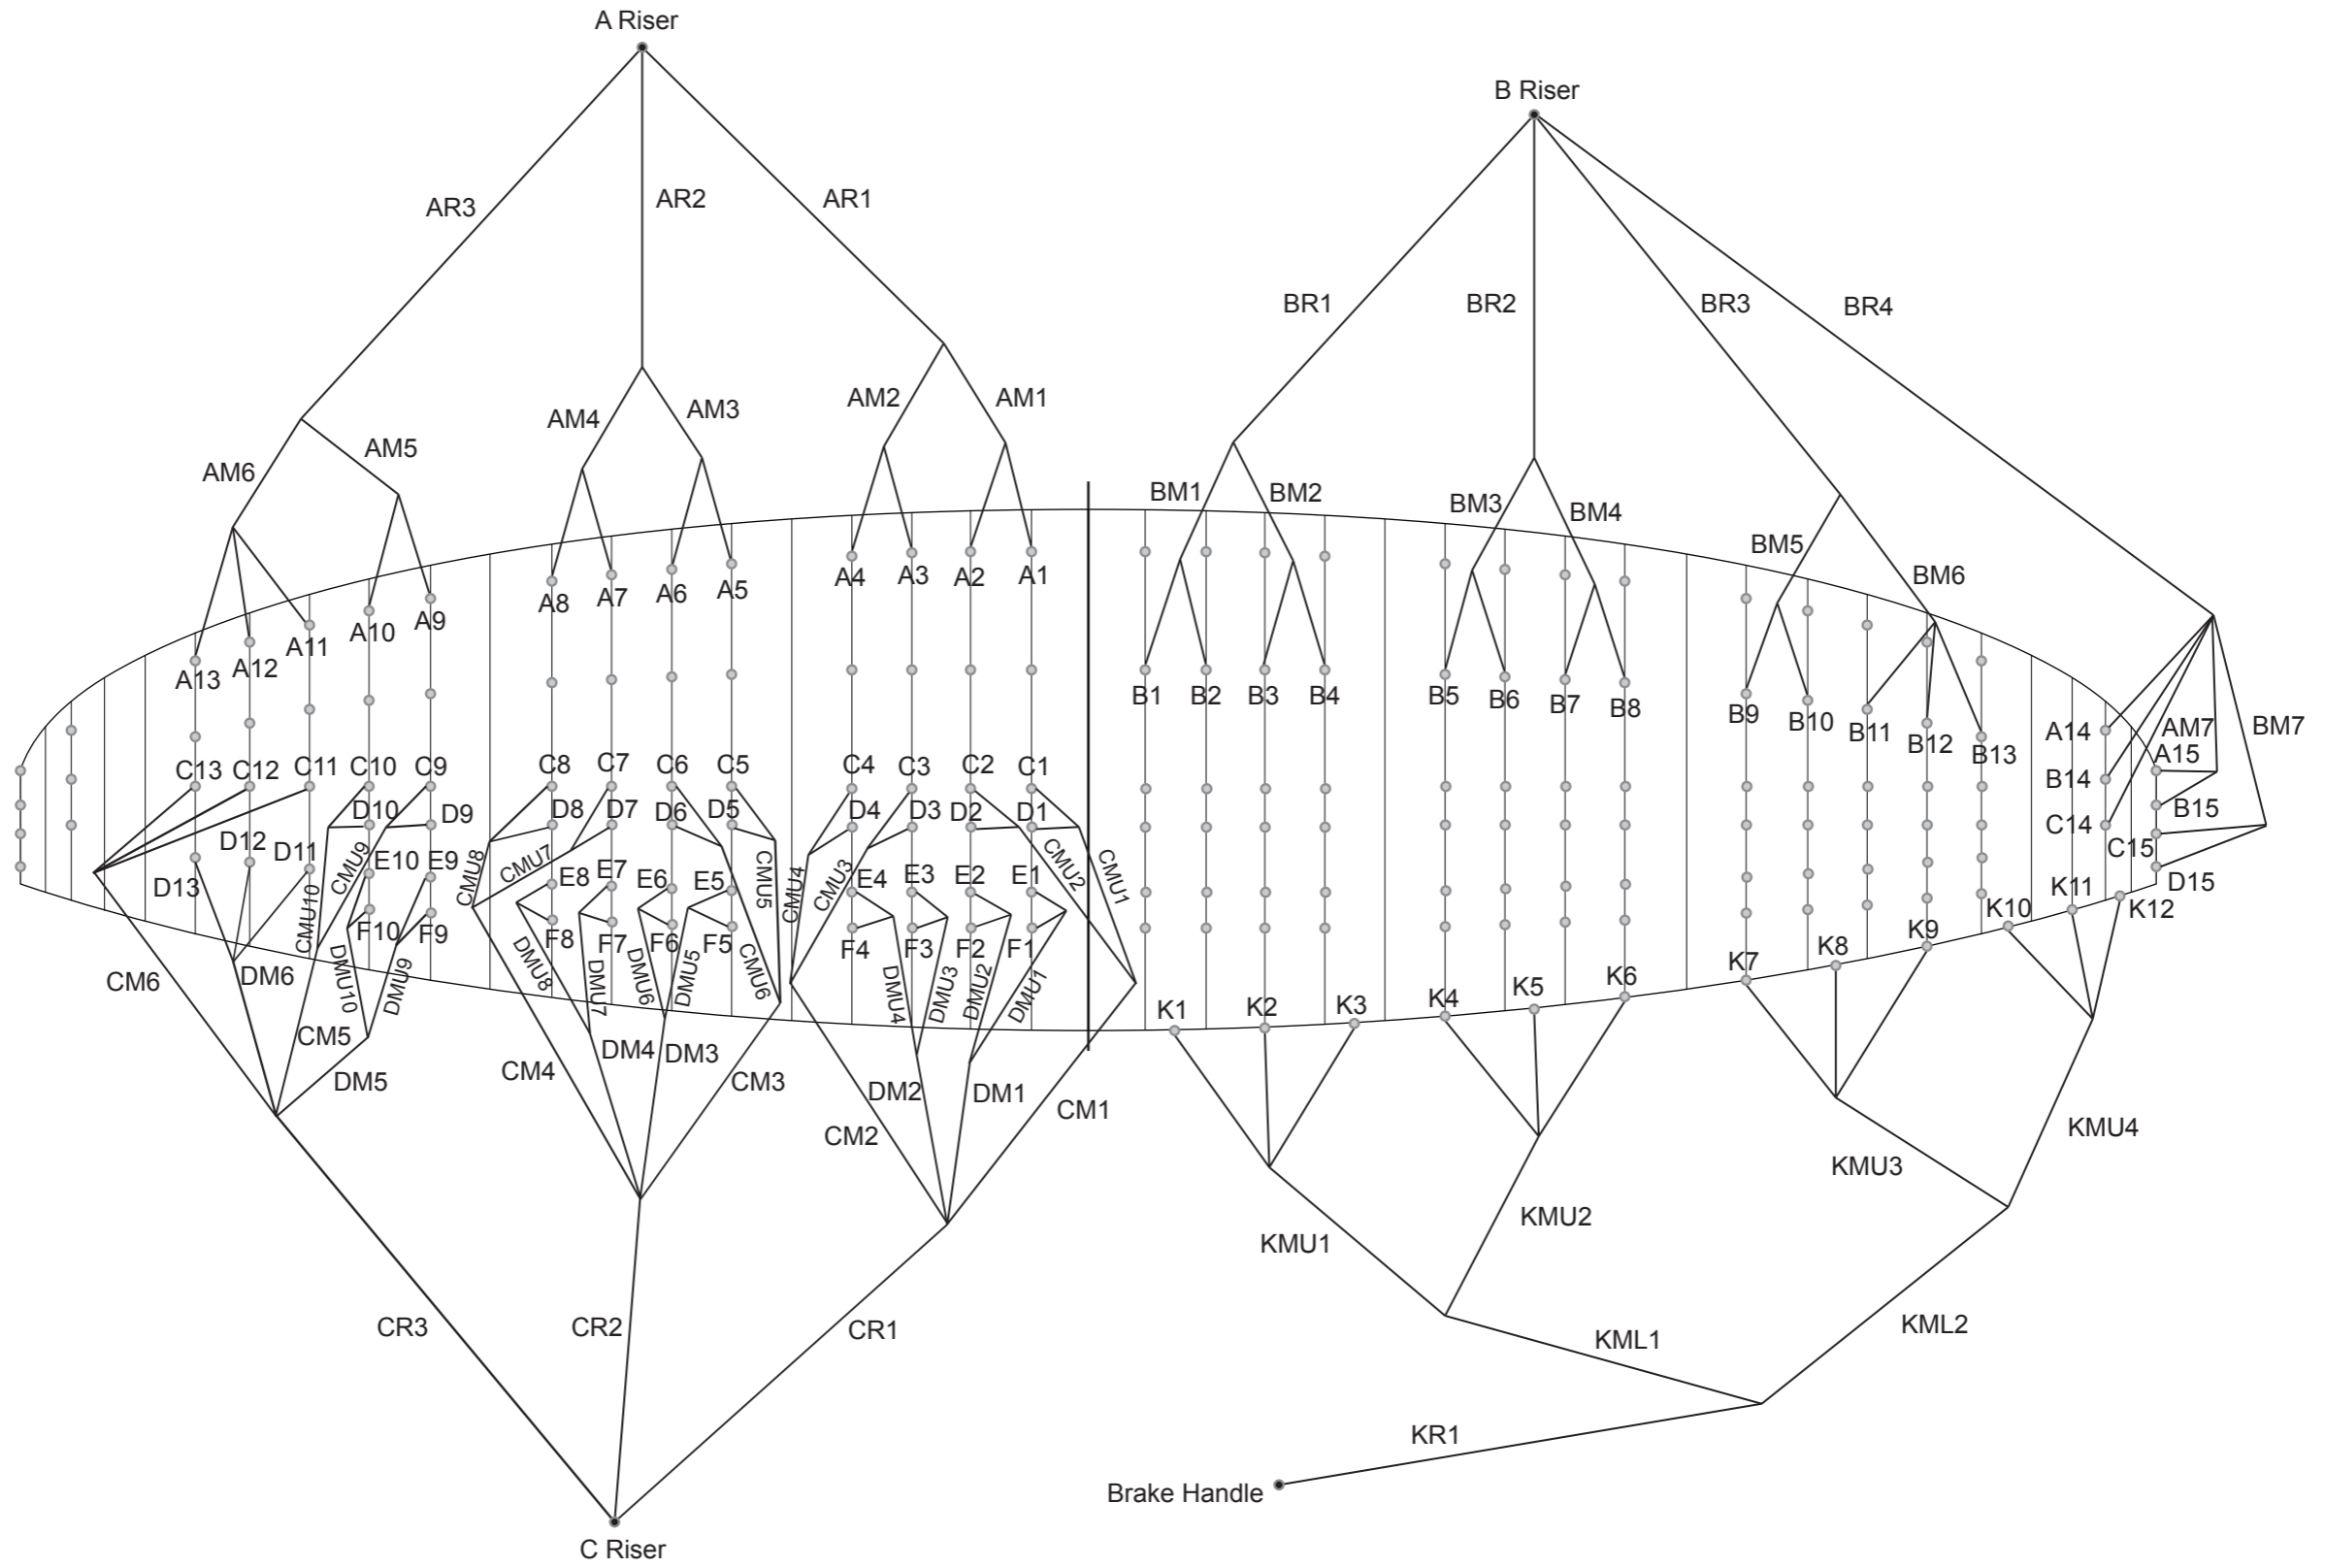 A Riser
B Riser
AR3
AR2
AR1
BR1
BR2
BR3
BR4
AM6
AM5
AM4
AM3
AM2
AM1
BM1
BM2
BM3
BM4
BM5
BM6
AM7
BM7
A13
A12
A11
A10
A9
A8
A7
A6
A5
A4
A3
A2
A1
B1
B2
B3
B4
B5
B6
B7
B8
B9
B10
B11
B12
B13
A14
A15
B14
B15
C14
C15
D15
C13
C12
C11
C10
C9
C8
C7
C6
C5
C4
C3
C2
C1
D13
D12
D11
D10
D9
D8
D7
D6
D5
D4
D3
D2
D1
CMU10
CMU9
CMU8
CMU7
CMU5
CMU6
CMU4
CMU3
CMU2
CMU1
E10
E9
E8
E7
E6
E5
E4
E3
E2
E1
F10
F9
F8
F7
F6
F5
F4
F3
F2
F1
DMU10
DMU9
DMU8
DMU7
DMU6
DMU5
DMU4
DMU3
DMU2
DMU1
K1
K2
K3
K4
K5
K6
K7
K8
K9
K10
K11
K12
CM6
DM6
CM5
DM5
CM4
DM4
DM3
CM3
CM2
DM2
DM1
CM1
KMU1
KMU2
KMU3
KMU4
CR3
CR2
CR1
KML1
KML2
KR1
Brake Handle
C Riser